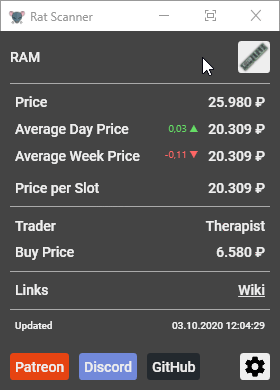 Rat Scanner
RAM
Price 25.980 ₽
Average Day Price 0,03 ▲ 20.309 ₽
Average Week Price -0,11 ▼ 20.309 ₽
Price per Slot 20.309 ₽
Trader Therapist
Buy Price 6.580 ₽
Links Wiki
Updated 03.10.2020 12:04:29
Patreon Discord GitHub